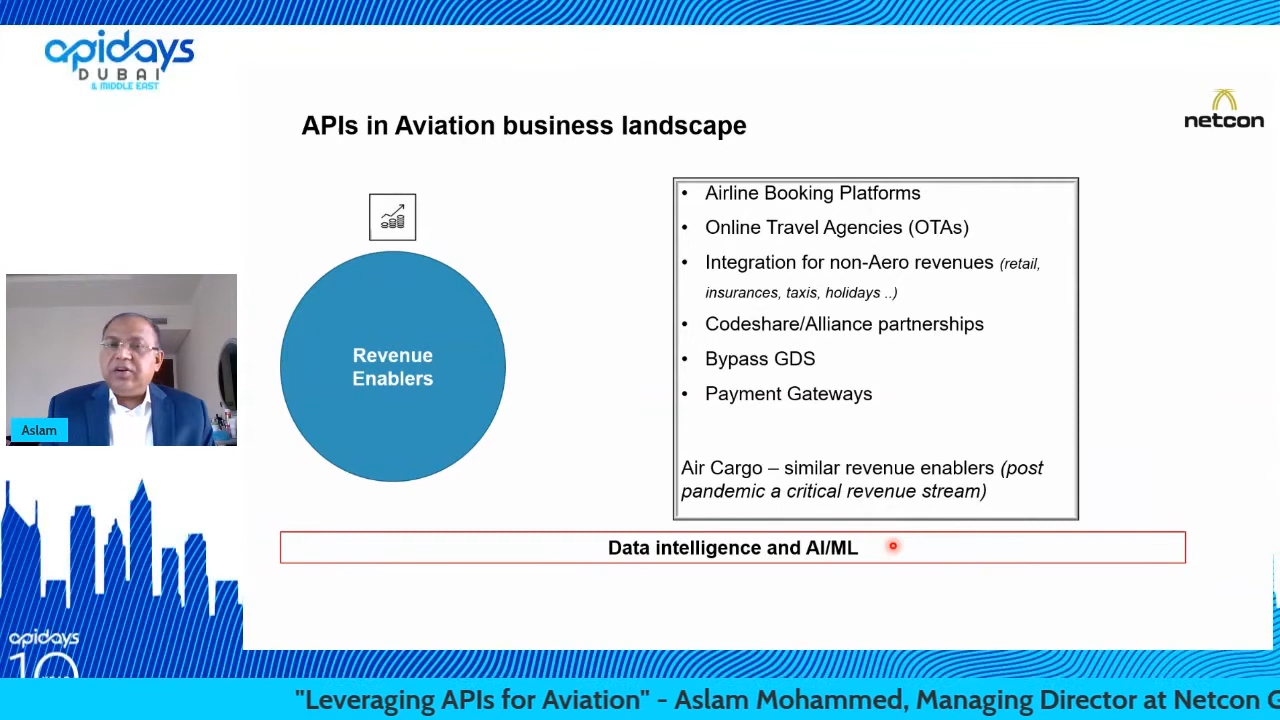 apidays
DUBAI
& MIDDLE EAST
netcon
APIs in Aviation business landscape
Revenue
Enablers
• Airline Booking Platforms
• Online Travel Agencies (OTAs)
• Integration for non-Aero revenues (retail,
insurances, taxis, holidays ..)
• Codeshare/Alliance partnerships
• Bypass GDS
• Payment Gateways
Air Cargo – similar revenue enablers (post
pandemic a critical revenue stream)
Data intelligence and AI/ML
Aslam
apidays
10
"Leveraging APIs for Aviation" - Aslam Mohammed, Managing Director at Netcon G